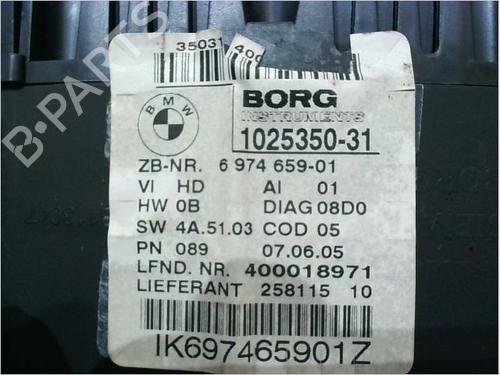 35031 400
BMW
BORG
INSTRUMENTS
1025350-31
ZB-NR. 6 974 659-01
VI HD AI 01
HW 0B DIAG 08D0
SW 4A.51.03 COD 05
PN 089 07.06.05
LFND. NR. 400018971
LIEFERANT 258115 10
IK697465901Z
B-PARTS